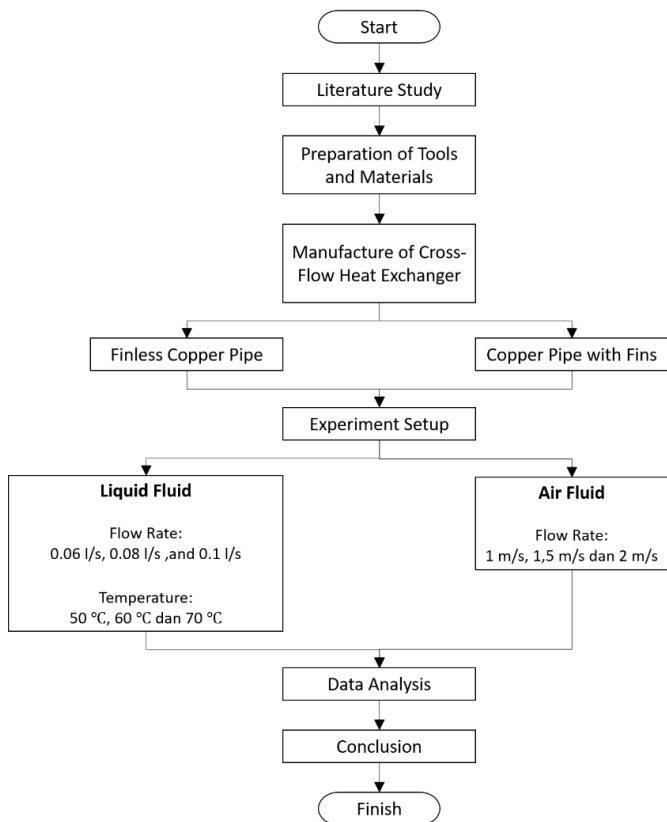 Start
Literature Study
Preparation of Tools
and Materials
Manufacture of Cross-
Flow Heat Exchanger
Finless Copper Pipe
Copper Pipe with Fins
Experiment Setup
Liquid Fluid
Flow Rate:
0.06 l/s, 0.08 l/s ,and 0.1 l/s
Temperature:
50 ℃, 60 ℃ dan 70 ℃
Air Fluid
Flow Rate:
1 m/s, 1,5 m/s dan 2 m/s
Data Analysis
Conclusion
Finish